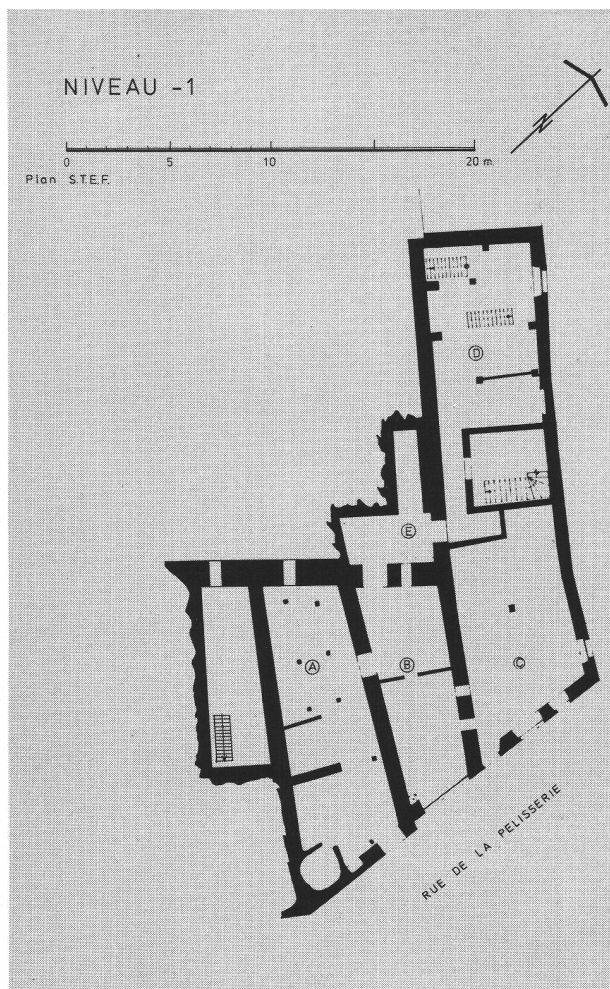 NIVEAU -1
0 5 10 20 m.
Plan S.T.E.F.
D
E
A
B
C
RUE DE LA PELISSERIE